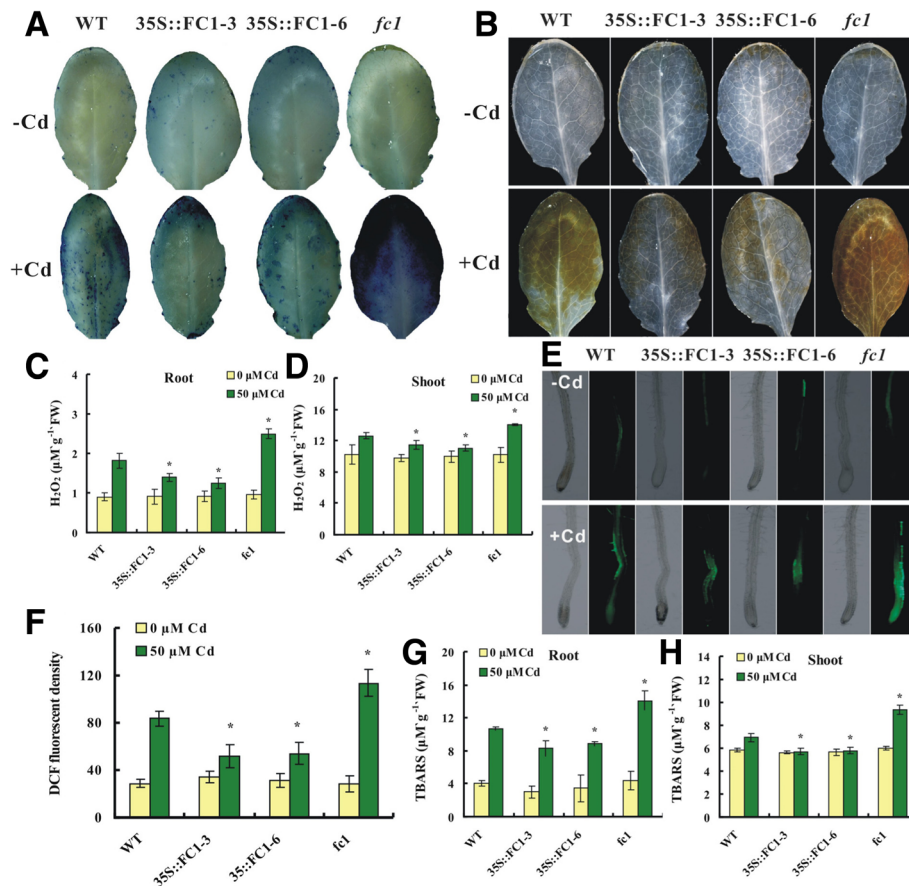 A
WT 35S::FC1-3 35S::FC1-6 fc1
-Cd
+Cd
B
WT 35S::FC1-3 35S::FC1-6 fc1
-Cd
+Cd
C
Root
0 µM Cd
50 µM Cd
H₂O₂ (µM˙g⁻¹˙FW)
4
3
2
1
0
WT 35S::FC1-3 35S::FC1-6 fc1
* * *
D
Shoot
0 µM Cd
50 µM Cd
H₂O₂ (µM˙g⁻¹˙FW)
20
16
12
8
4
0
WT 35S::FC1-3 35S::FC1-6 fc1
* * *
E
WT 35S::FC1-3 35S::FC1-6 fc1
-Cd
+Cd
F
0 µM Cd
50 µM Cd
DCF fluorescent density
160
120
80
40
0
WT 35S::FC1-3 35::FC1-6 fc1
* * *
G
Root
0 µM Cd
50 µM Cd
TBARS (µM˙g⁻¹˙FW)
20
16
12
8
4
0
WT 35S::FC1-3 35S::FC1-6 fc1
* * *
H
Shoot
0 µM Cd
50 µM Cd
TBARS (µM˙g⁻¹˙FW)
14
12
10
8
6
4
2
0
WT 35S::FC1-3 35S::FC1-6 fc1
* * *